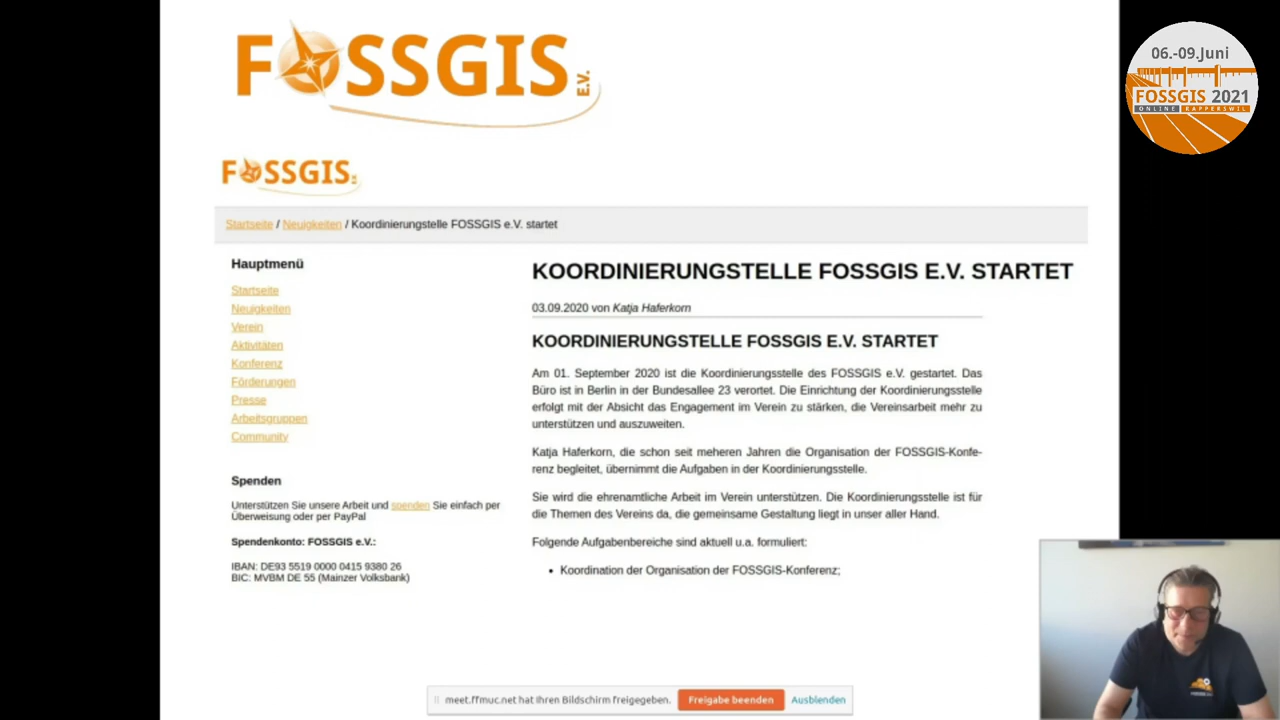 FOSSGIS E.V.
06.-09.Juni
FOSSGIS 2021
ONLINE RAPPERSWIL
FOSSGIS
Startseite / Neuigkeiten / Koordinierungstelle FOSSGIS e.V. startet
Hauptmenü
Startseite
Neuigkeiten
Verein
Aktivitäten
Konferenz
Förderungen
Presse
Arbeitsgruppen
Community
Spenden
Unterstützen Sie unsere Arbeit und spenden Sie einfach per
Überweisung oder per PayPal
Spendenkonto: FOSSGIS e.V.:
IBAN: DE93 5519 0000 0415 9380 26
BIC: MVBM DE 55 (Mainzer Volksbank)
KOORDINIERUNGSTELLE FOSSGIS E.V. STARTET
03.09.2020 von Katja Haferkorn
KOORDINIERUNGSTELLE FOSSGIS E.V. STARTET
Am 01. September 2020 ist die Koordinierungsstelle des FOSSGIS e.V. gestartet. Das
Büro ist in Berlin in der Bundesallee 23 verortet. Die Einrichtung der Koordinierungsstelle
erfolgt mit der Absicht das Engagement im Verein zu stärken, die Vereinsarbeit mehr zu
unterstützen und auszuweiten.
Katja Haferkorn, die schon seit meheren Jahren die Organisation der FOSSGIS-Konfe-
renz begleitet, übernimmt die Aufgaben in der Koordinierungsstelle.
Sie wird die ehrenamtliche Arbeit im Verein unterstützen. Die Koordinierungsstelle ist für
die Themen des Vereins da, die gemeinsame Gestaltung liegt in unser aller Hand.
Folgende Aufgabenbereiche sind aktuell u.a. formuliert:
• Koordination der Organisation der FOSSGIS-Konferenz;
meet.ffmuc.net hat Ihren Bildschirm freigegeben. Freigabe beenden Ausblenden